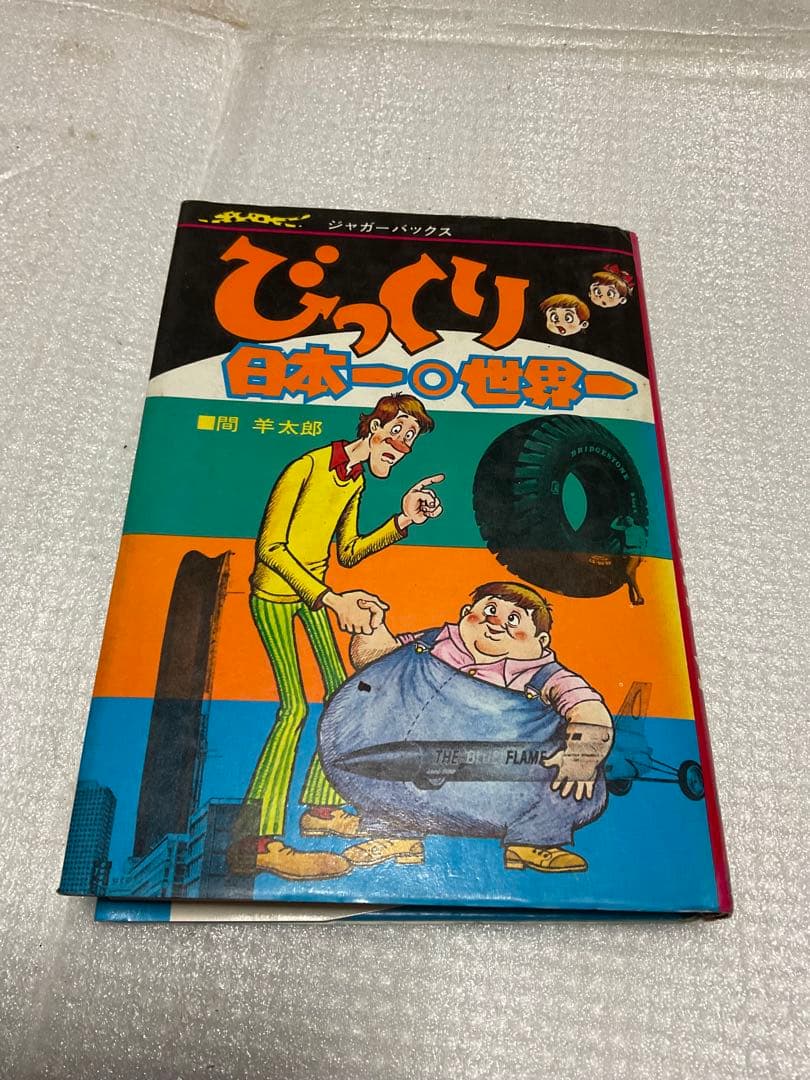 ジャガーバックス
びっくり
日本一○世界一
■間 羊太郎
BRIDGESTONE
THE BLUE FLAME